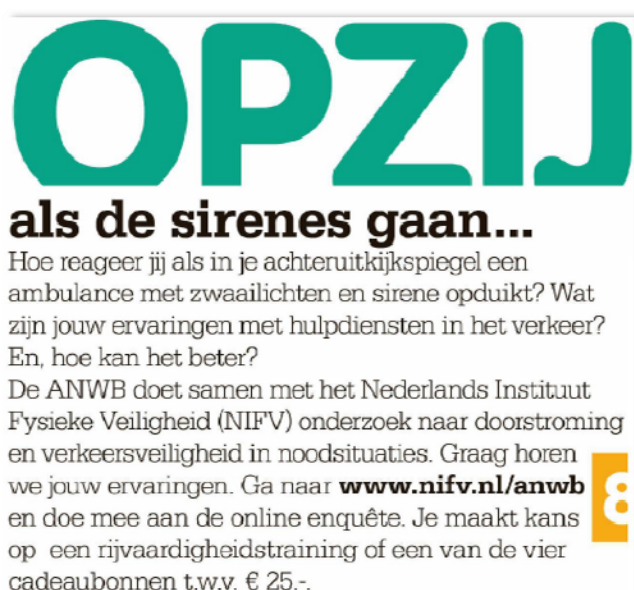 OPZIJ
als de sirenes gaan...
Hoe reageer jij als in je achteruitkijkspiegel een
ambulance met zwaailichten en sirene opduikt? Wat
zijn jouw ervaringen met hulpdiensten in het verkeer?
En, hoe kan het beter?
De ANWB doet samen met het Nederlands Instituut
Fysieke Veiligheid (NIFV) onderzoek naar doorstroming
en verkeersveiligheid in noodsituaties. Graag horen
we jouw ervaringen. Ga naar www.nifv.nl/anwb
en doe mee aan de online enquête. Je maakt kans
op een rijvaardigheidstraining of een van de vier
cadeaubonnen t.w.v. € 25,-.